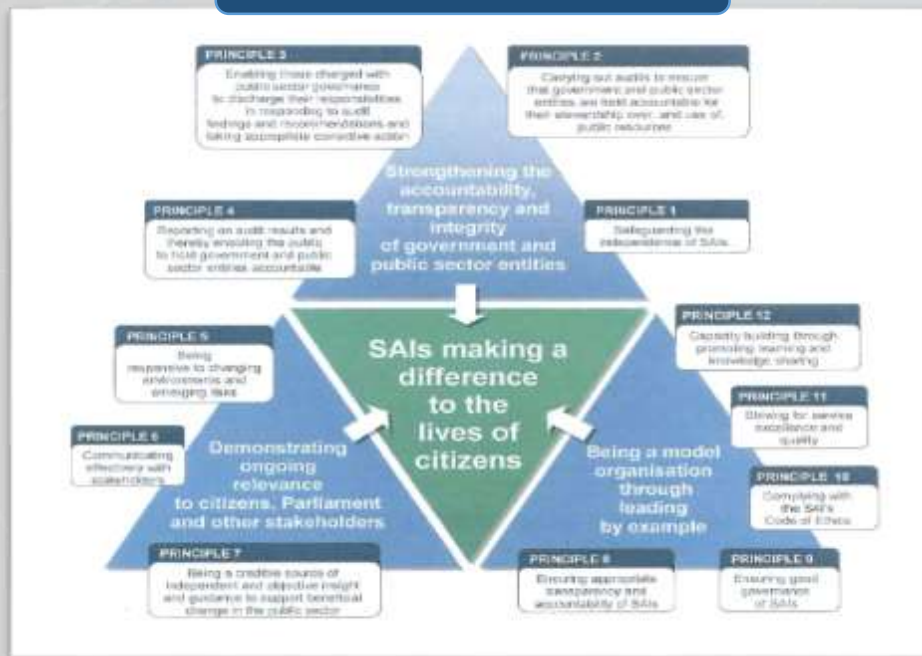 PRINCIPLE 3
Enabling those charged with
public sector governance
to discharge their responsibilities
in responding to audit
findings and recommendations and
taking appropriate corrective action
PRINCIPLE 2
Carrying out audits to ensure
that government and public sector
entities are held accountable for
their stewardship over, and use of,
public resources
Strengthening the
accountability,
transparency and
integrity
of government and
public sector entities
PRINCIPLE 4
Reporting on audit results and
thereby enabling the public
to hold government and public
sector entities accountable
PRINCIPLE 1
Safeguarding the
independence of SAIs
PRINCIPLE 5
Being
responsive to changing
environments and
emerging risks
PRINCIPLE 12
Capacity building through
promoting learning and
knowledge sharing
SAIs making a
difference
to the
lives of
citizens
PRINCIPLE 11
Striving for service
excellence and
quality
PRINCIPLE 6
Communicating
effectively with
stakeholders
Demonstrating
ongoing
relevance
to citizens, Parliament
and other stakeholders
Being a model
organisation
through
leading
by example
PRINCIPLE 10
Complying with
the SAI's
Code of Ethics
PRINCIPLE 7
Being a credible source of
independent and objective insight
and guidance to support beneficial
change in the public sector
PRINCIPLE 8
Ensuring appropriate
transparency and
accountability of SAIs
PRINCIPLE 9
Ensuring good
governance
of SAIs